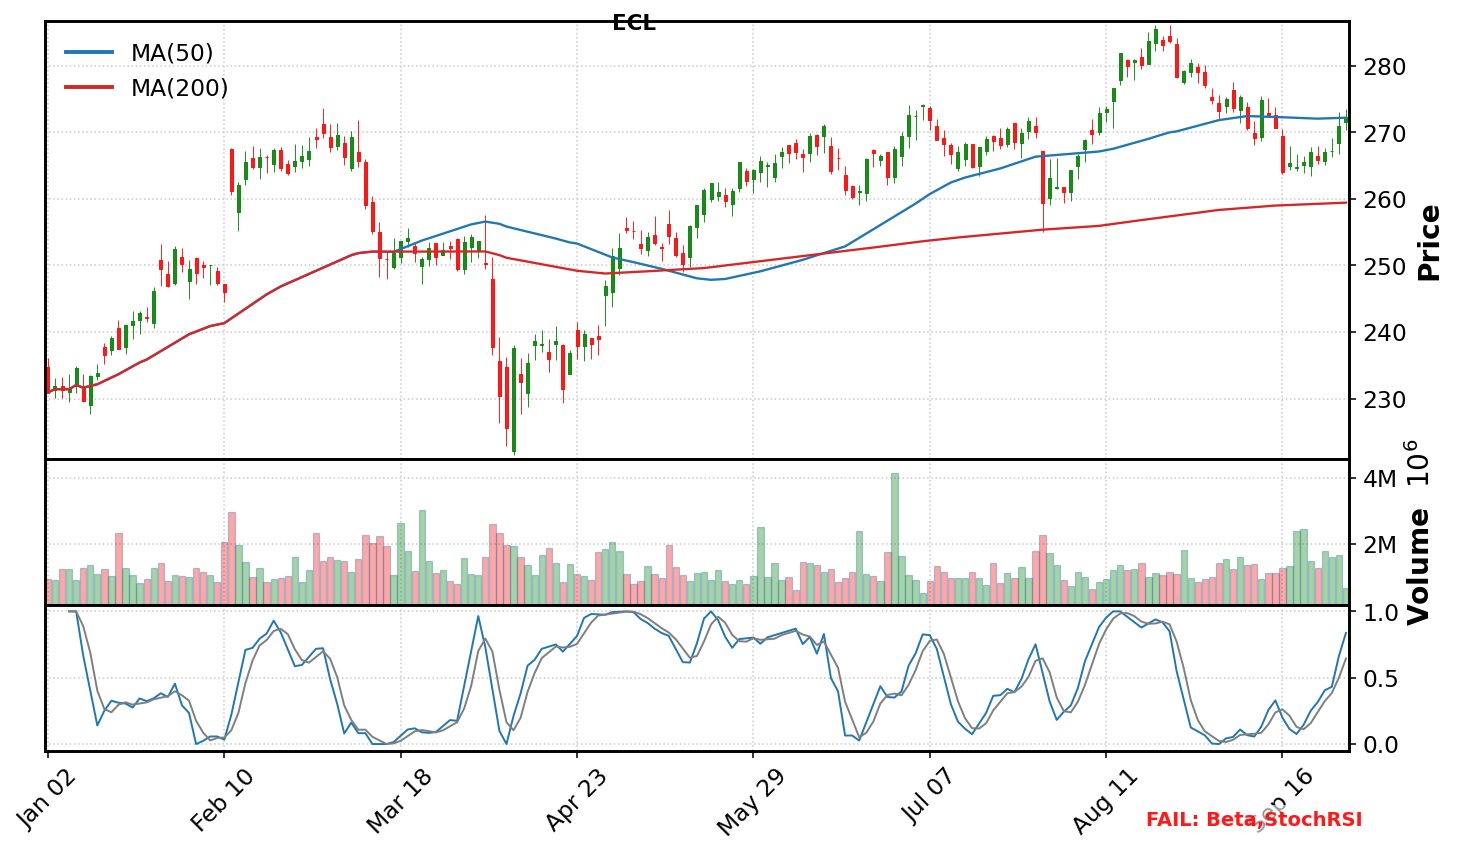 ECL
MA(50)
MA(200)
280
270
260
250
240
230
Price
4M
2M
Volume 10⁶
1.0
0.5
0.0
Jan 02
Feb 10
Mar 18
Apr 23
May 29
Jul 07
Aug 11
Sep 16
FAIL: Beta,StochRSI